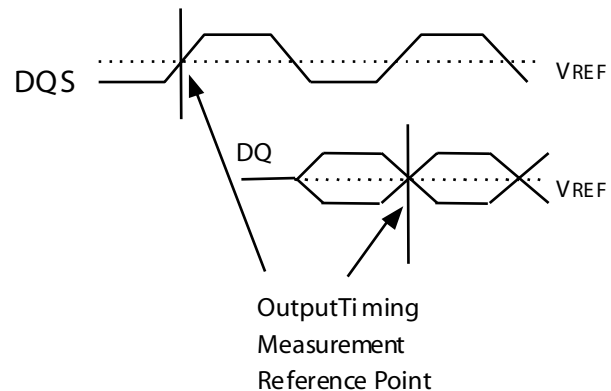 DQS
VREF
DQ
VREF
OutputTiming
Measurement
Reference Point